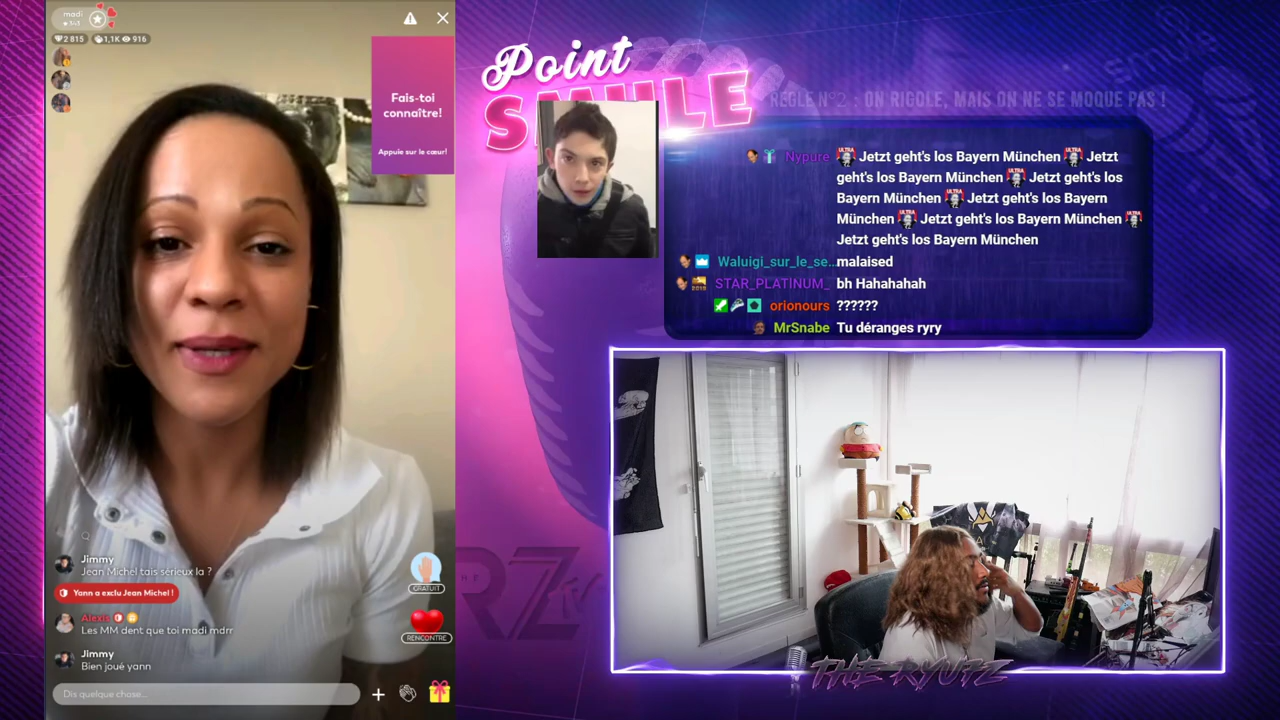 madi
★141
2 815
1,1K 916
Fais-toi
connaître!
Appuie sur le cœur!
Jimmy
Jean Michel tais sérieux la ?
Yann a exclu Jean Michel !
Alexis
Les MM dent que toi madi mdrr
Jimmy
Bien joué yann
GRATUIT
RENCONTRE
Dis quelque chose...
Point
SMULE
RÈGLE N°2 : ON RIGOLE, MAIS ON NE SE MOQUE PAS !
Nypure Jetzt geht's los Bayern München Jetzt
geht's los Bayern München Jetzt geht's los
Bayern München Jetzt geht's los Bayern
München Jetzt geht's los Bayern München
Jetzt geht's los Bayern München
Waluigi_sur_le_se... malaised
STAR_PLATINUM_ bh Hahahahah
orionours ??????
MrSnabe Tu déranges ryry
THE RYUTZ